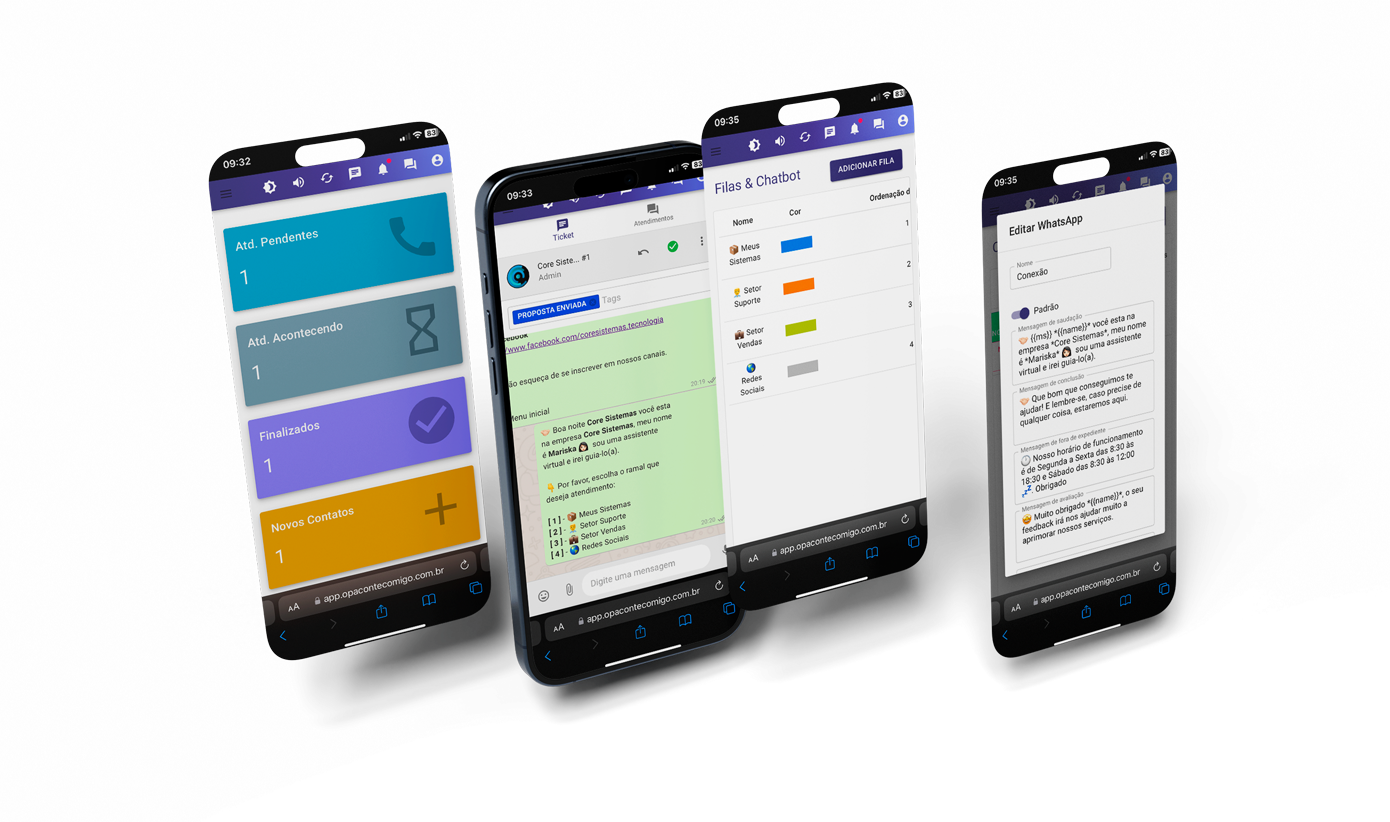 09:32
83
Atd. Pendentes
1
Atd. Acontecendo
1
Finalizados
1
Novos Contatos
1
AA
app.opacontecomigo.com.br
09:33
Ticket
Atendimentos
Core Siste... #1
Admin
PROPOSTA ENVIADA
Tags
cebook
/www.facebook.com/coresistemas.tecnologia
ão esqueça de se inscrever em nossos canais.
20:19
Menu inicial
🤝🏻 Boa noite Core Sistemas você esta
na empresa Core Sistemas, meu nome
é Mariska 👩🏻 sou uma assistente
virtual e irei guia-lo(a).
👇 Por favor, escolha o ramal que
deseja atendimento:
[1] - 📦 Meus Sistemas
[2] - Setor Suporte
[3] - Setor Vendas
[4] - 🌎 Redes Sociais
20:20
Digite uma mensagem
AA
app.opacontecomigo.com.br
09:35
83
Filas & Chatbot
ADICIONAR FILA
Nome
Cor
Ordenação d
📦 Meus
Sistemas
1
Setor
Suporte
2
Setor
Vendas
3
🌎
Redes
Sociais
4
AA
app.opacontecomigo.com.br
09:35
83
Editar WhatsApp
Nome
Conexão
Padrão
Mensagem de saudação
🤝🏻 {{ms}} *{{name}}* você esta na
empresa *Core Sistemas*, meu nome
é *Mariska* 👩🏻 sou uma assistente
virtual e irei guia-lo(a).
Mensagem de conclusão
🤝🏻 Que bom que conseguimos te
ajudar! E lembre-se, caso precise de
qualquer coisa, estaremos aqui.
Mensagem de fora de expediente
🕛 Nosso horário de funcionamento
é de Segunda a Sexta das 8:30 às
18:30 e Sábado das 8:30 às 12:00
💤. Obrigado
Mensagem de avaliação
🤩 Muito obrigado *{{name}}*, o seu
feedback irá nos ajudar muito a
aprimorar nossos serviços.
AA
app.opacontecomigo.com.br